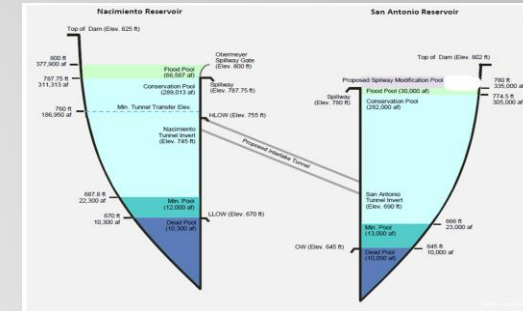 Nacimiento Reservoir
Top of Dam (Elev. 825 ft)
800 ft
377,900 af
787.75 ft
311,313 af
760 ft
186,950 af
687.8 ft
22,300 af
670 ft
10,300 af
Flood Pool
(66,587 af)
Conservation Pool
(289,013 af)
Min. Tunnel Transfer Elev.
Nacimiento
Tunnel Invert
(Elev. 745 ft)
Min. Pool
(12,000 af)
Dead Pool
(10,300 af)
Obermeyer
Spillway Gate
(Elev. 800 ft)
Spillway
(Elev. 787.75 ft)
HLOW (Elev. 755 ft)
LLOW (Elev. 670 ft)
Proposed Interlake Tunnel
San Antonio Reservoir
Top of Dam (Elev. 802 ft)
Proposed Spillway Modification Pool
Flood Pool (30,000 af)
Spillway
(Elev. 780 ft)
Conservation Pool
(282,000 af)
780 ft
335,000 af
774.5 ft
305,000 af
San Antonio
Tunnel Invert
(Elev. 690 ft)
Min. Pool
(13,000 af)
Dead Pool
(10,000 af)
OW (Elev. 645 ft)
666 ft
23,000 af
645 ft
10,000 af